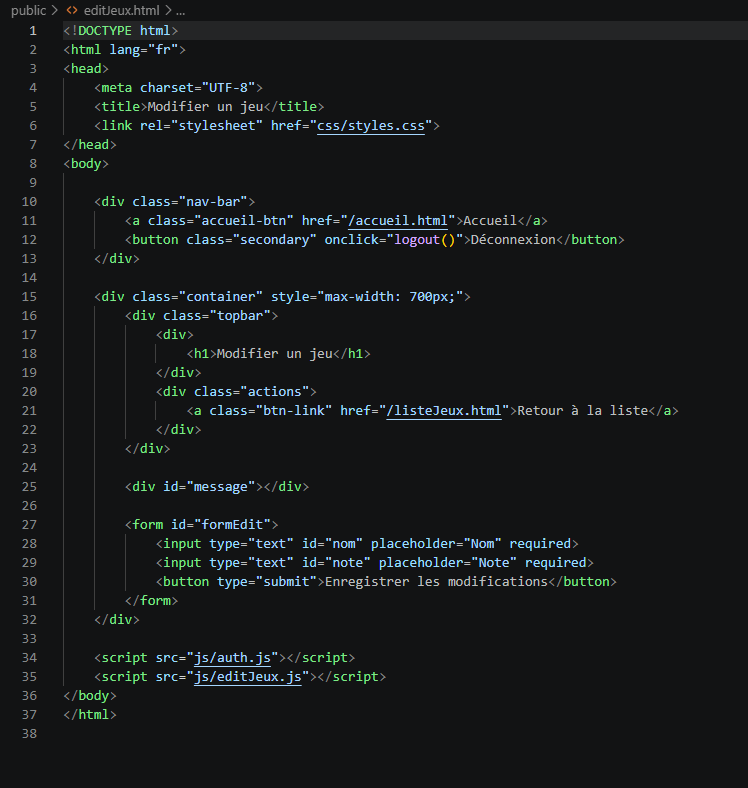 public > <> editJeux.html > ...
1 <!DOCTYPE html>
2 <html lang="fr">
3 <head>
4     <meta charset="UTF-8">
5     <title>Modifier un jeu</title>
6     <link rel="stylesheet" href="css/styles.css">
7 </head>
8 <body>
9
10     <div class="nav-bar">
11         <a class="accueil-btn" href="/accueil.html">Accueil</a>
12         <button class="secondary" onclick="logout()">Déconnexion</button>
13     </div>
14
15     <div class="container" style="max-width: 700px;">
16         <div class="topbar">
17             <div>
18                 <h1>Modifier un jeu</h1>
19             </div>
20             <div class="actions">
21                 <a class="btn-link" href="/listeJeux.html">Retour à la liste</a>
22             </div>
23         </div>
24
25         <div id="message"></div>
26
27         <form id="formEdit">
28             <input type="text" id="nom" placeholder="Nom" required>
29             <input type="text" id="note" placeholder="Note" required>
30             <button type="submit">Enregistrer les modifications</button>
31         </form>
32     </div>
33
34     <script src="js/auth.js"></script>
35     <script src="js/editJeux.js"></script>
36 </body>
37 </html>
38